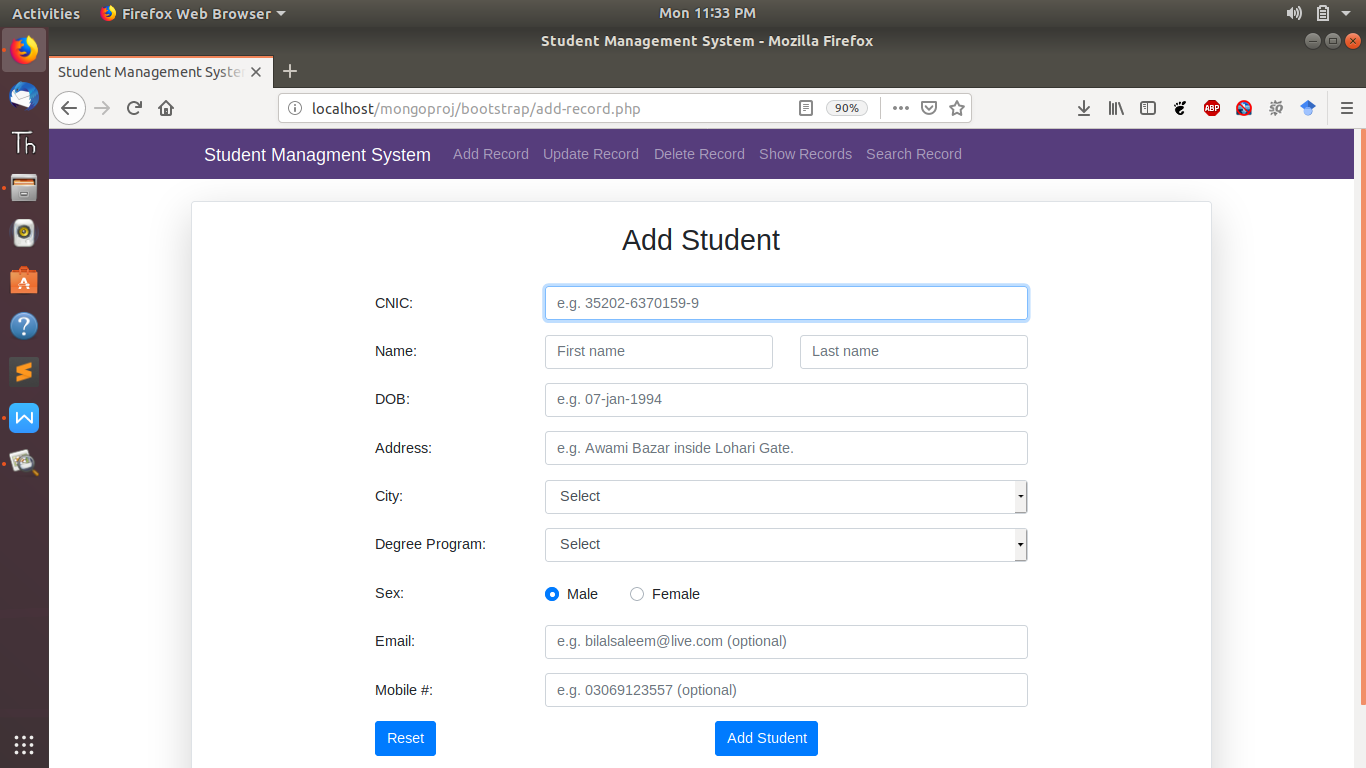 Activities Firefox Web Browser Mon 11:33 PM
Student Management System - Mozilla Firefox
Student Management System
localhost/mongoproj/bootstrap/add-record.php 90% ABP
Th
Student Managment System Add Record Update Record Delete Record Show Records Search Record
Add Student
CNIC: e.g. 35202-6370159-9
Name: First name Last name
DOB: e.g. 07-jan-1994
Address: e.g. Awami Bazar inside Lohari Gate.
City: Select
Degree Program: Select
Sex: Male Female
Email: e.g. bilalsaleem@live.com (optional)
Mobile #: e.g. 03069123557 (optional)
Reset Add Student